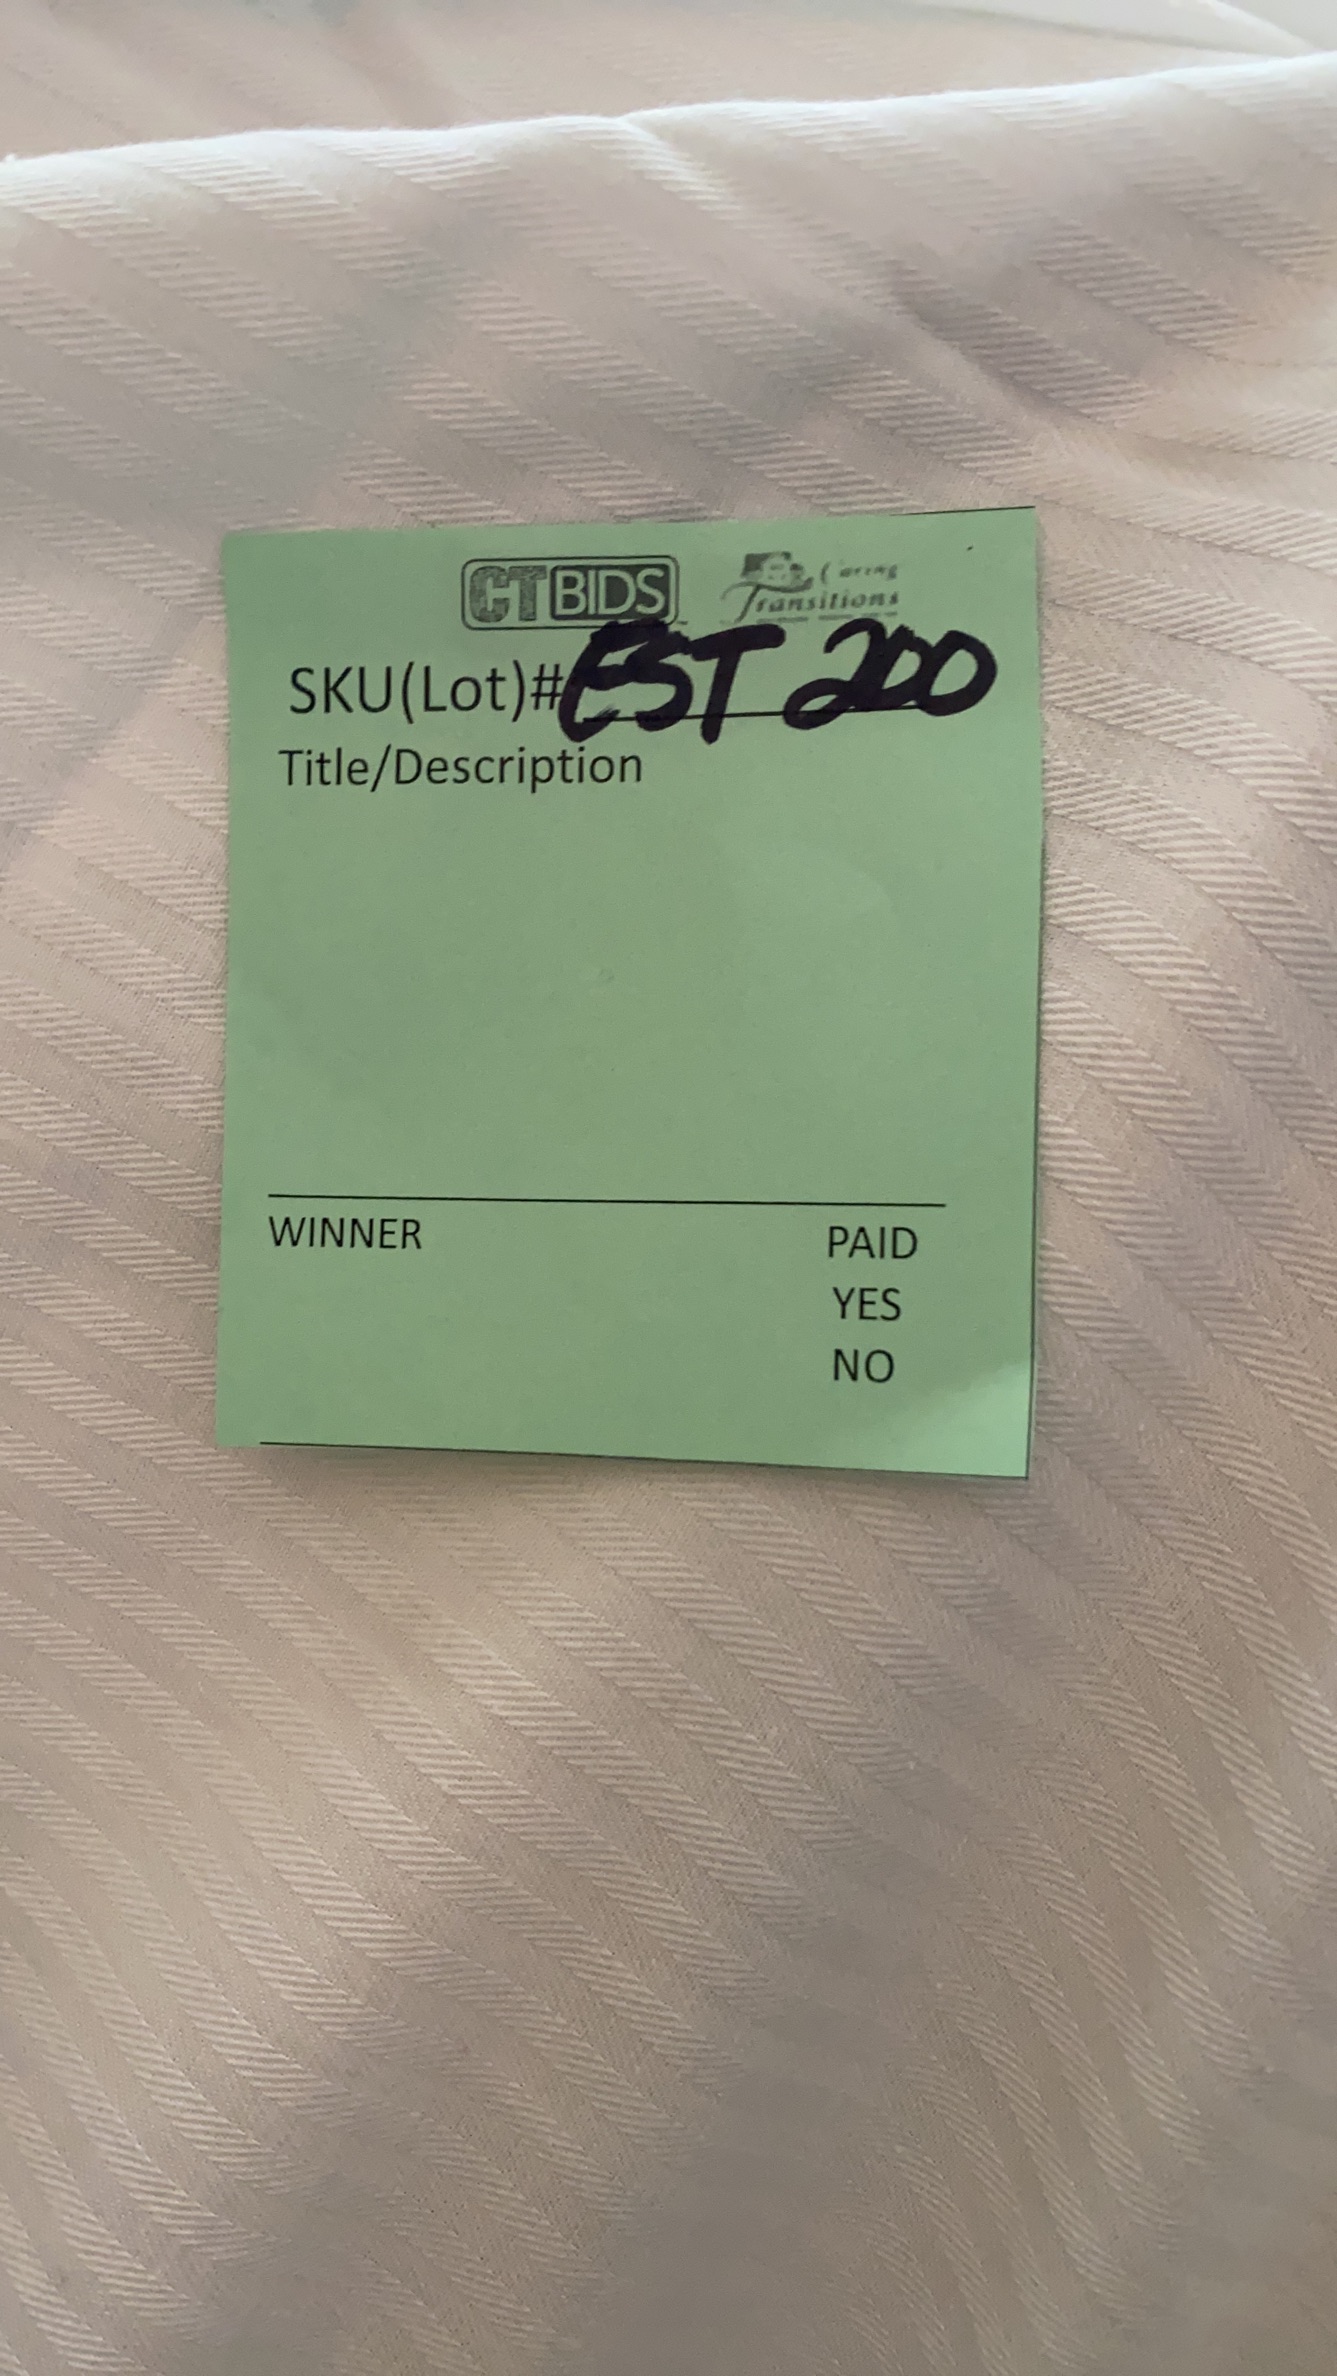 CTBIDS Caring
Transitions
SKU(Lot)# EST 200
Title/Description
WINNER PAID
YES
NO